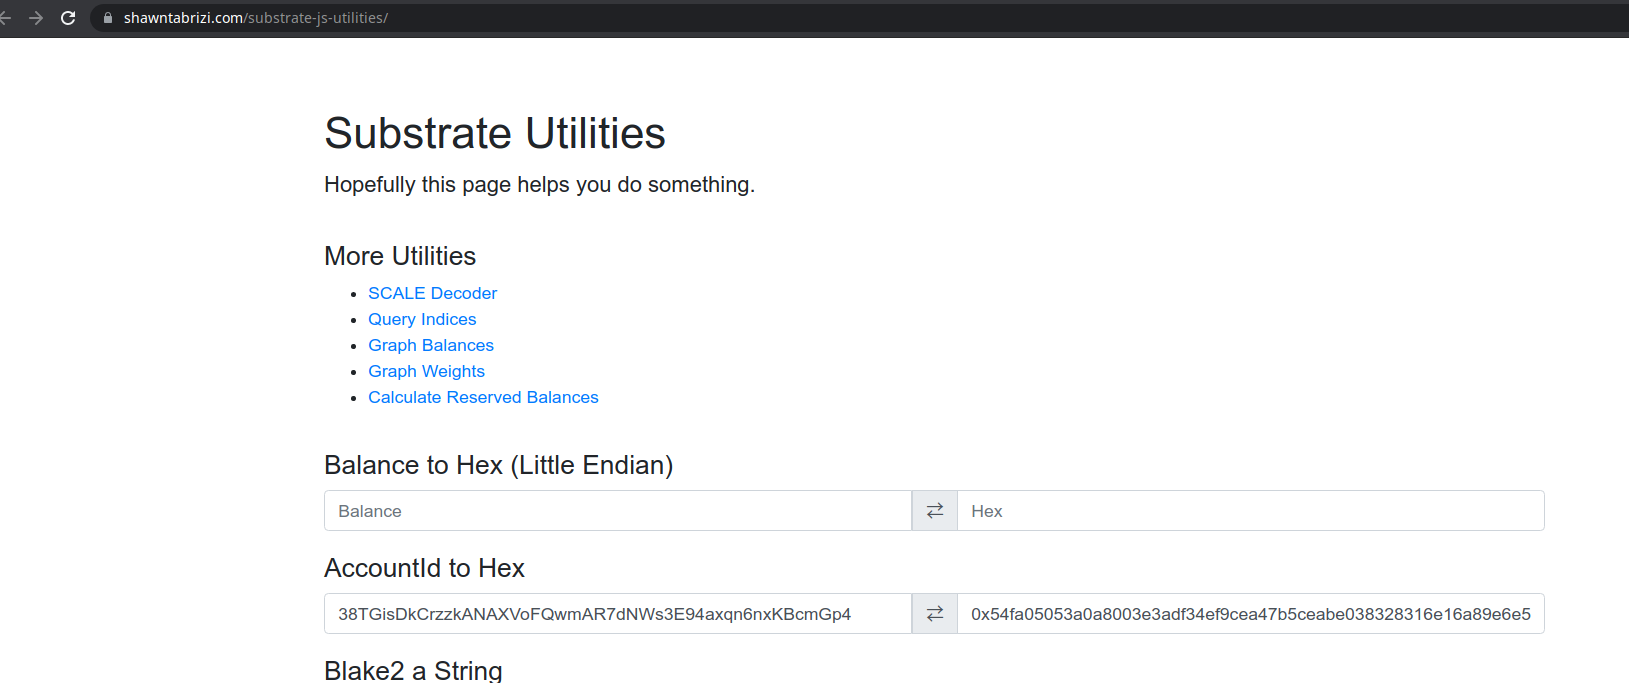 shawntabrizi.com/substrate-js-utilities/
Substrate Utilities
Hopefully this page helps you do something.
More Utilities
SCALE Decoder
Query Indices
Graph Balances
Graph Weights
Calculate Reserved Balances
Balance to Hex (Little Endian)
Balance ⇄ Hex
AccountId to Hex
38TGisDkCrzzkANAXVoFQwmAR7dNWs3E94axqn6nxKBcmGp4 ⇄ 0x54fa05053a0a8003e3adf34ef9cea47b5ceabe038328316e16a89e6e5
Blake2 a String